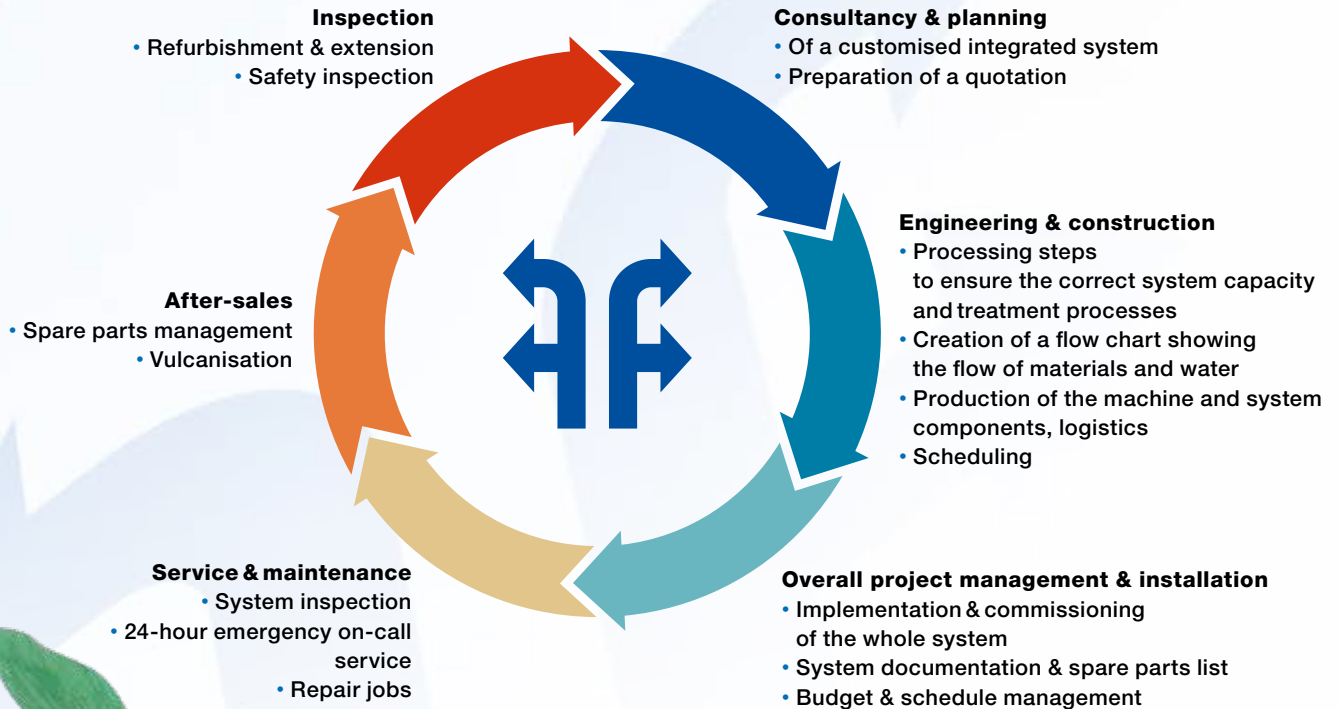 Inspection
• Refurbishment & extension
• Safety inspection
Consultancy & planning
• Of a customised integrated system
• Preparation of a quotation
Engineering & construction
• Processing steps
to ensure the correct system capacity
and treatment processes
• Creation of a flow chart showing
the flow of materials and water
• Production of the machine and system
components, logistics
• Scheduling
After-sales
• Spare parts management
• Vulcanisation
Service & maintenance
• System inspection
• 24-hour emergency on-call
service
• Repair jobs
Overall project management & installation
• Implementation & commissioning
of the whole system
• System documentation & spare parts list
• Budget & schedule management